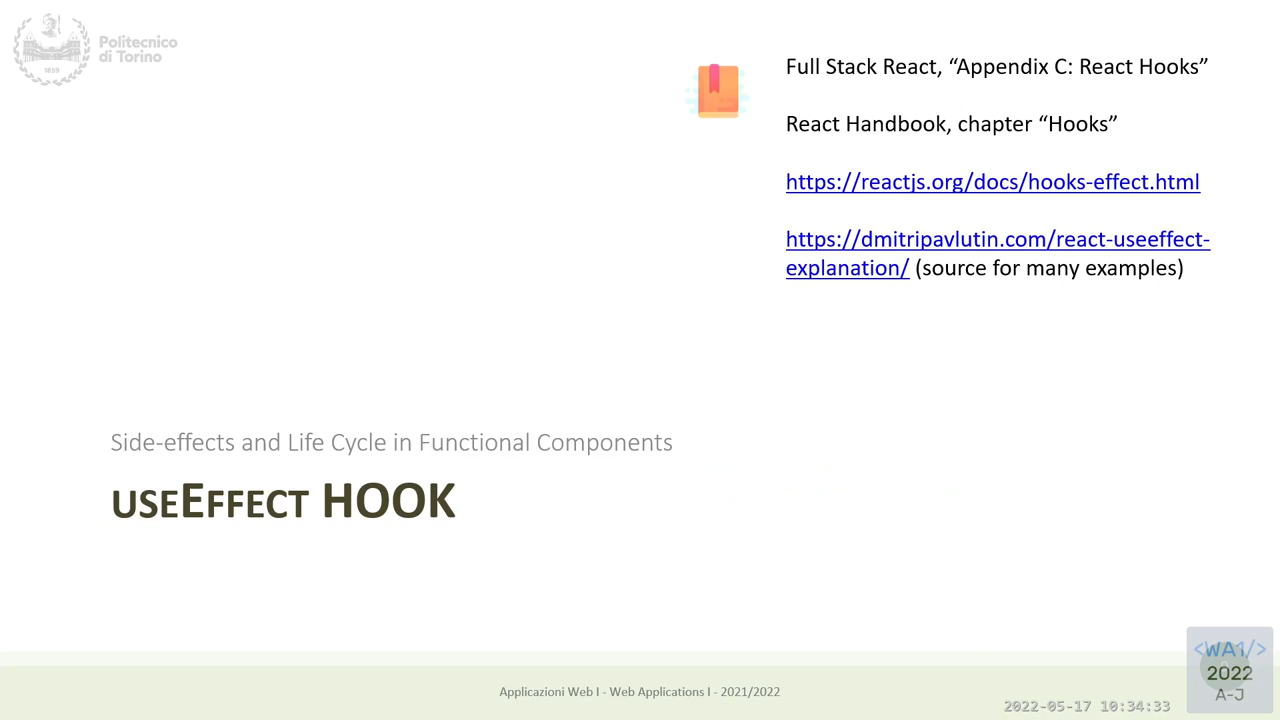 Politecnico
di Torino
1859
Full Stack React, “Appendix C: React Hooks”
React Handbook, chapter “Hooks”
https://reactjs.org/docs/hooks-effect.html
https://dmitripavlutin.com/react-useeffect-
explanation/ (source for many examples)
Side-effects and Life Cycle in Functional Components
USEEFFECT HOOK
Applicazioni Web I - Web Applications I - 2021/2022
<WA1/>
2022
A-J
2022-05-17 10:34:33